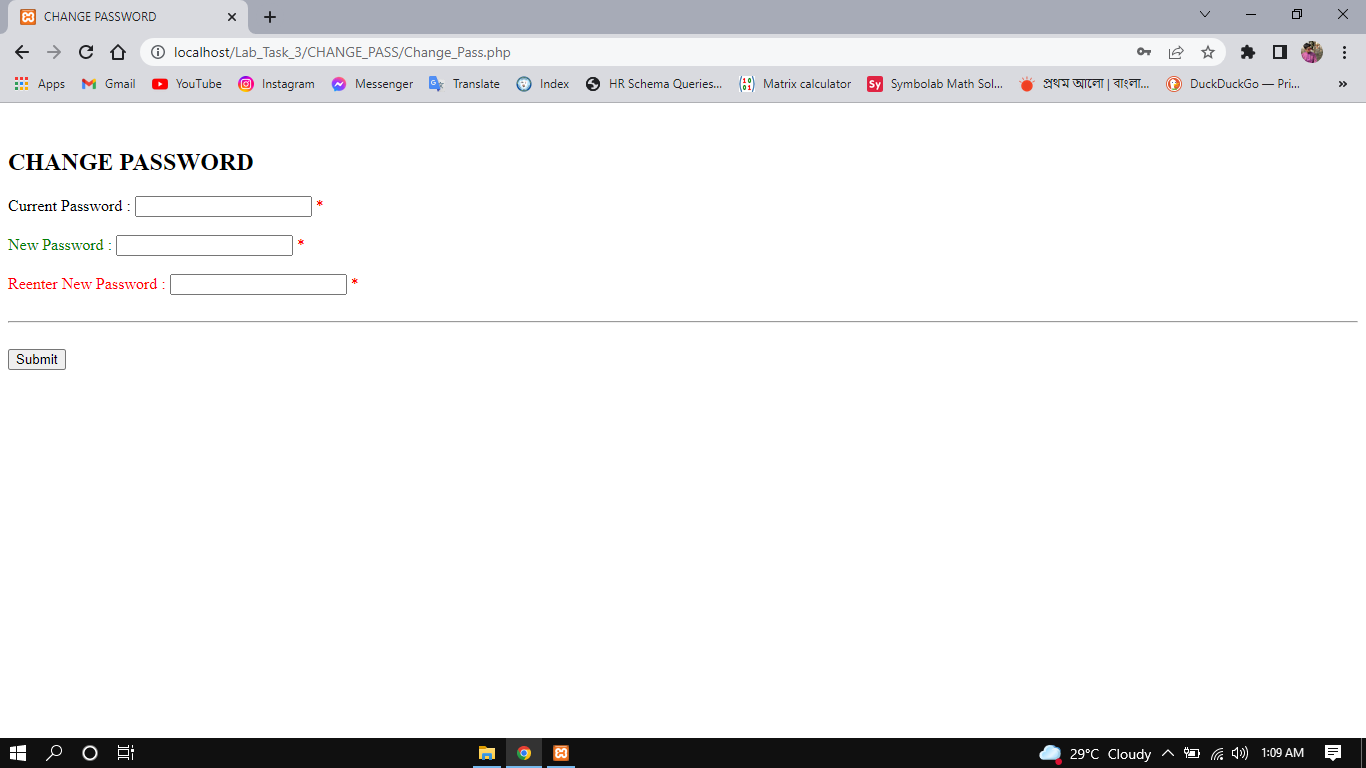 CHANGE PASSWORD
localhost/Lab_Task_3/CHANGE_PASS/Change_Pass.php
Apps Gmail YouTube Instagram Messenger Translate Index HR Schema Queries... Matrix calculator Sy Symbolab Math Sol... প্রথম আলো | বাংলা... DuckDuckGo — Pri... »
CHANGE PASSWORD
Current Password : *
New Password : *
Reenter New Password : *
Submit
29°C Cloudy 1:09 AM